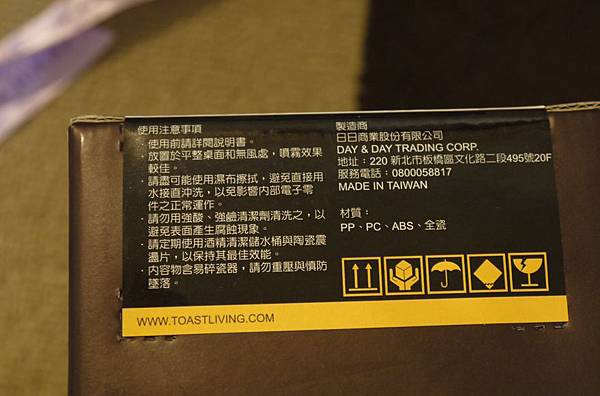 使用注意事項
．使用前請詳閱說明書。
．放置於平整桌面和無風處，噴霧效果
較佳。
．請盡可能使用濕布擦拭，避免直接用
水接直沖洗，以免影響內部電子零
件之正常運作。
．請勿用強酸、強鹼清潔劑清洗之，以
避免表面產生腐蝕現象。
．請定期使用酒精清潔儲水桶與陶瓷震
盪片，以保持其最佳效能。
．內容物含易碎瓷器，請勿重壓與慎防
墜落。
製造商
日日商業股份有限公司
DAY & DAY TRADING CORP.
地址：220 新北市板橋區文化路二段495號20F
服務電話：0800058817
MADE IN TAIWAN
材質：
PP、PC、ABS、全瓷
WWW.TOASTLIVING.COM